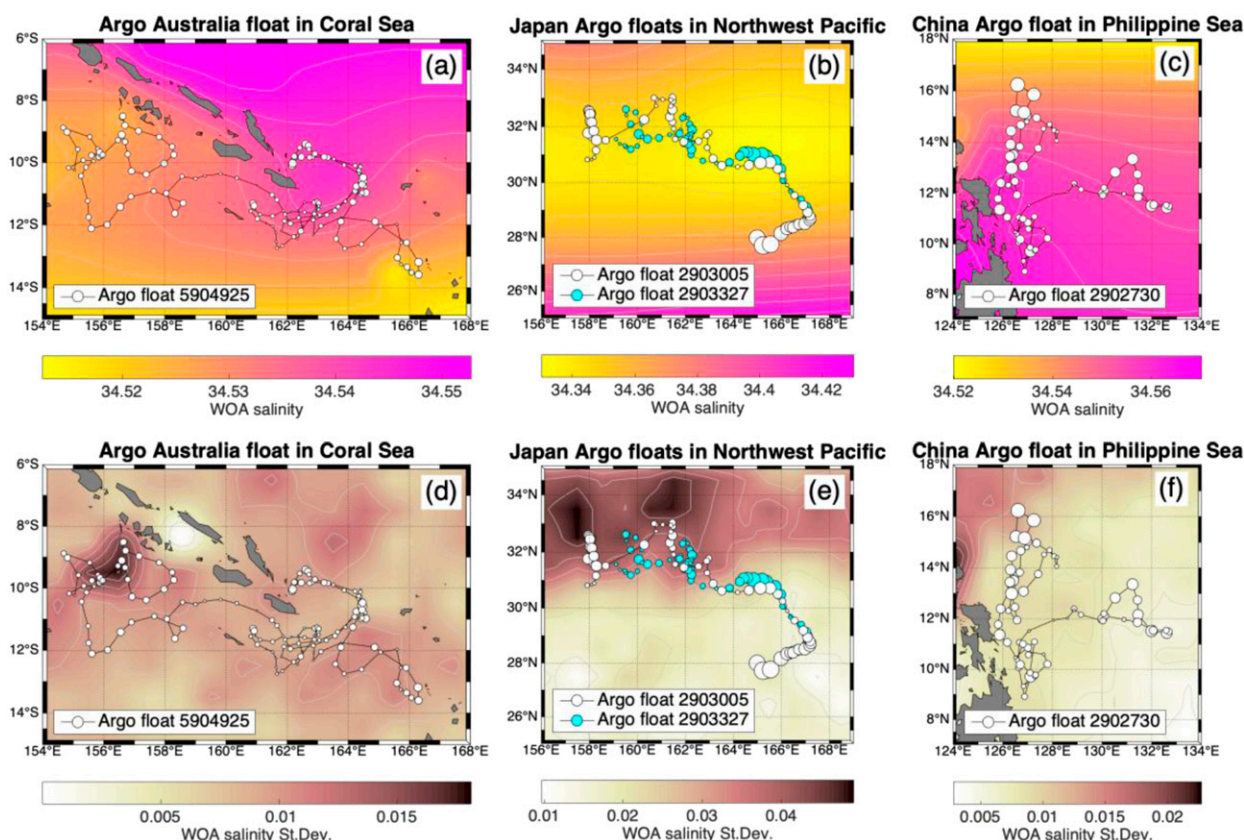 Argo Australia float in Coral Sea
6°S
8°S
10°S
12°S
14°S
154°E
156°E
158°E
160°E
162°E
164°E
166°E
168°E
(a)
Argo float 5904925
34.52
34.53
34.54
34.55
WOA salinity
Japan Argo floats in Northwest Pacific
34°N
32°N
30°N
28°N
26°N
156°E
158°E
160°E
162°E
164°E
166°E
168°E
(b)
Argo float 2903005
Argo float 2903327
34.34
34.36
34.38
34.4
34.42
WOA salinity
China Argo float in Philippine Sea
18°N
16°N
14°N
12°N
10°N
8°N
124°E
126°E
128°E
130°E
132°E
134°E
(c)
Argo float 2902730
34.52
34.54
34.56
WOA salinity
Argo Australia float in Coral Sea
6°S
8°S
10°S
12°S
14°S
154°E
156°E
158°E
160°E
162°E
164°E
166°E
168°E
(d)
Argo float 5904925
0.005
0.01
0.015
WOA salinity St.Dev.
Japan Argo floats in Northwest Pacific
34°N
32°N
30°N
28°N
26°N
156°E
158°E
160°E
162°E
164°E
166°E
168°E
(e)
Argo float 2903005
Argo float 2903327
0.01
0.02
0.03
0.04
WOA salinity St.Dev.
China Argo float in Philippine Sea
18°N
16°N
14°N
12°N
10°N
8°N
124°E
126°E
128°E
130°E
132°E
134°E
(f)
Argo float 2902730
0.005
0.01
0.015
0.02
WOA salinity St.Dev.